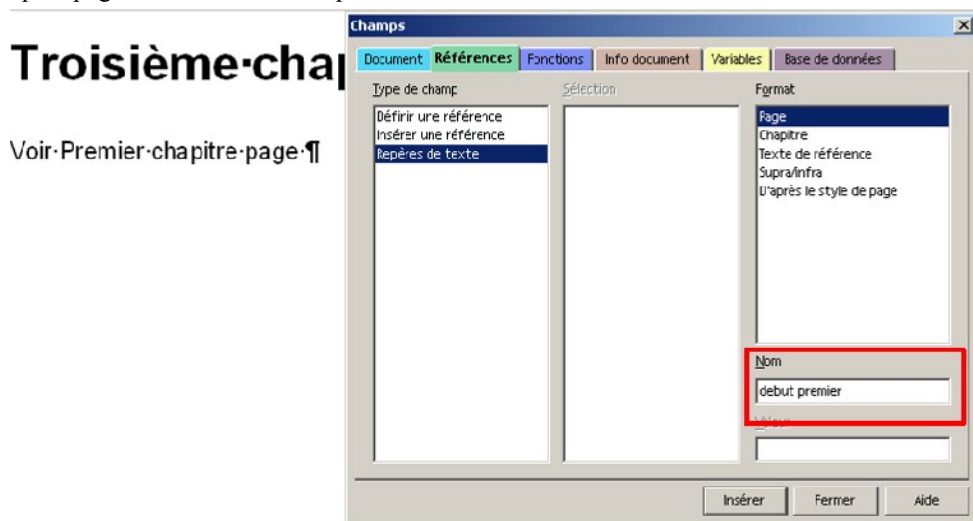 Champs
Troisième·chap
Document Références Fonctions Info document Variables Base de données
Type de champ Sélection Format
Définir une référence
Insérer une référence
Repères de texte
Page
Chapitre
Texte de référence
Supra/Infra
D'après le style de page
Voir·Premier·chapitre·page·¶
Nom
debut premier
Valeur
Insérer Fermer Aide